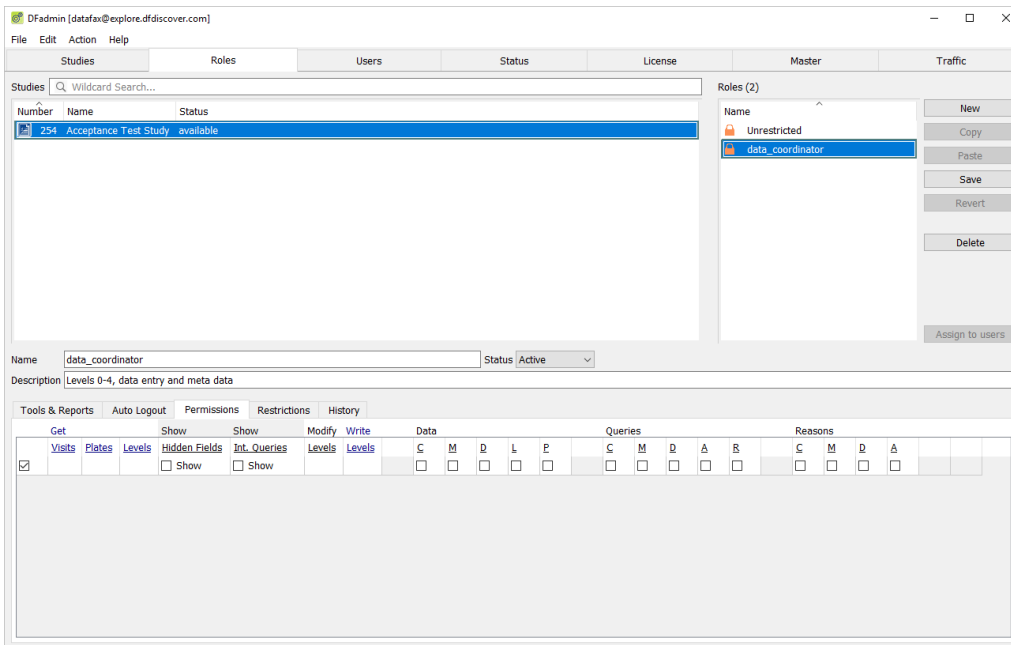 DFadmin [datafax@explore.dfdiscover.com]
File Edit Action Help
Studies Roles Users Status License Master Traffic
Studies Wildcard Search... Roles (2)
Number Name Status Name New
254 Acceptance Test Study available Unrestricted Copy
data_coordinator Paste
Save
Revert
Delete
Assign to users
Name data_coordinator Status Active
Description Levels 0-4, data entry and meta data
Tools & Reports Auto Logout Permissions Restrictions History
Get Show Show Modify Write Data Queries Reasons
Visits Plates Levels Hidden Fields Int. Queries Levels Levels C M D L P C M D A R C M D A
Show Show